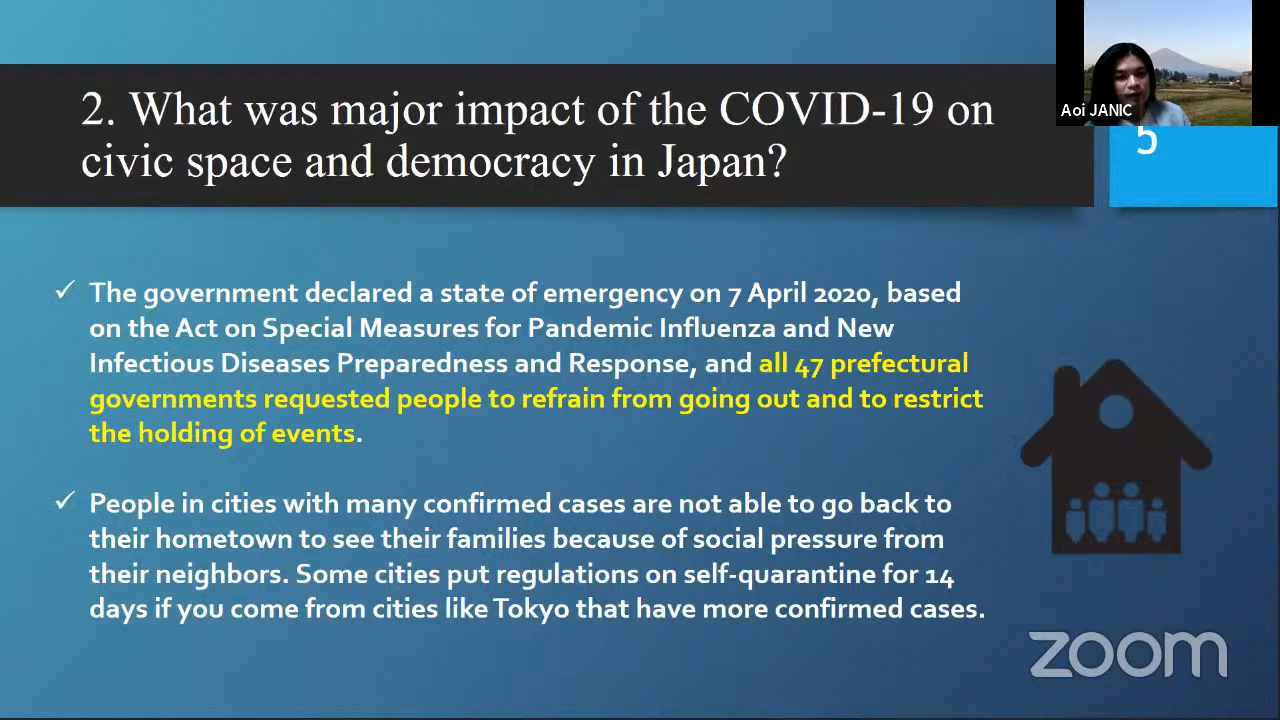 2. What was major impact of the COVID-19 on
civic space and democracy in Japan?
Aoi JANIC
5
✓ The government declared a state of emergency on 7 April 2020, based
on the Act on Special Measures for Pandemic Influenza and New
Infectious Diseases Preparedness and Response, and all 47 prefectural
governments requested people to refrain from going out and to restrict
the holding of events.
✓ People in cities with many confirmed cases are not able to go back to
their hometown to see their families because of social pressure from
their neighbors. Some cities put regulations on self-quarantine for 14
days if you come from cities like Tokyo that have more confirmed cases.
zoom